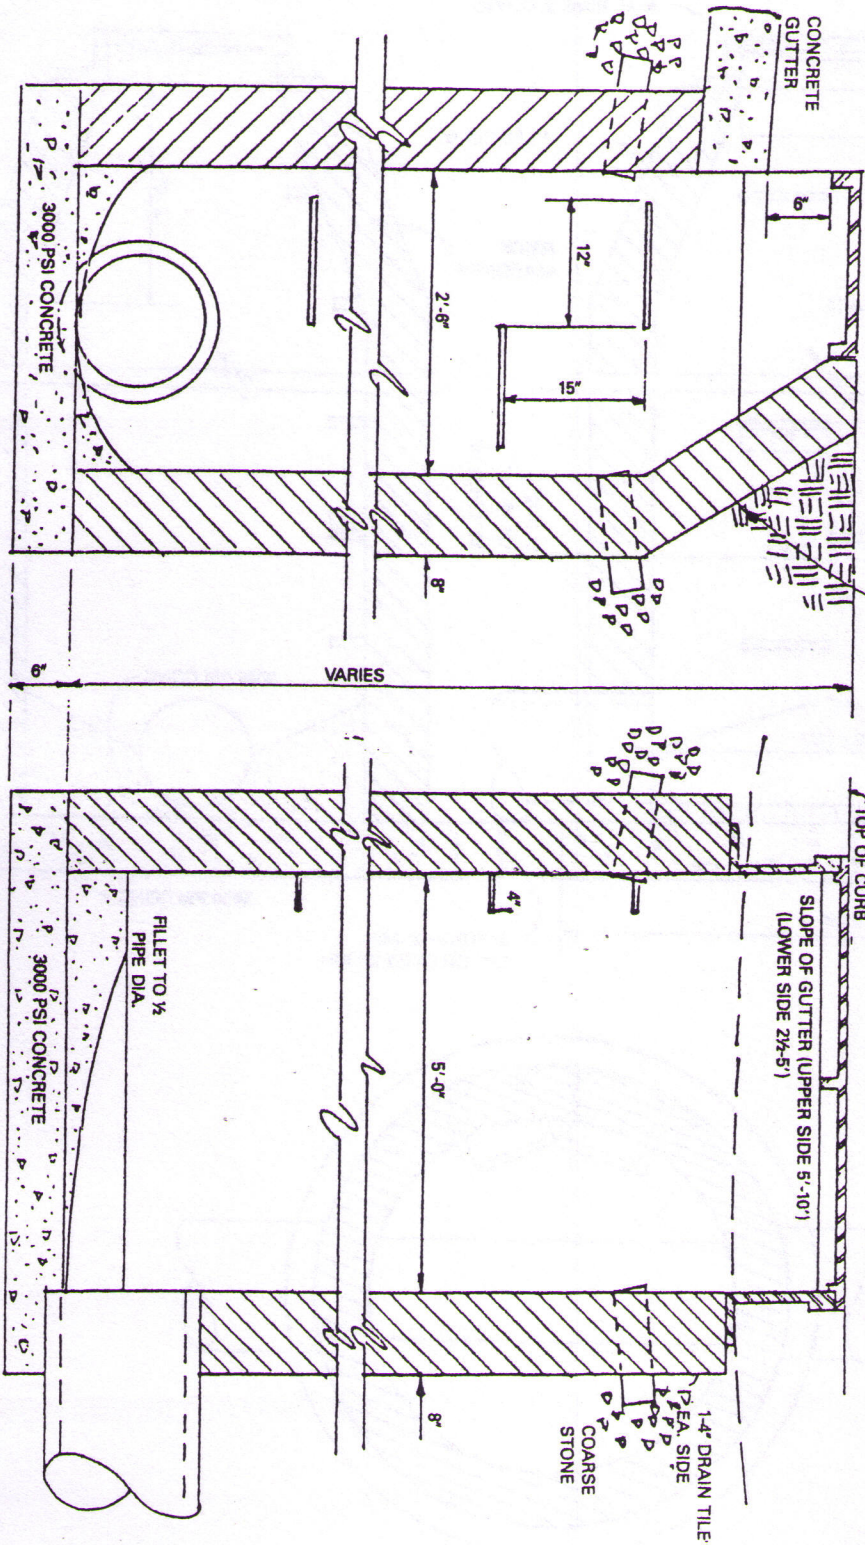 CONCRETE
GUTTER
6"
12"
15"
2'-6"
8"
3000 PSI CONCRETE
6"
VARIES
TOP OF CURB
SLOPE OF GUTTER (UPPER SIDE 5'-10')
(LOWER SIDE 2½-5')
4"
5'-0"
FILLET TO ½
PIPE DIA.
3000 PSI CONCRETE
8"
1-4" DRAIN TILE
EA. SIDE
COARSE
STONE